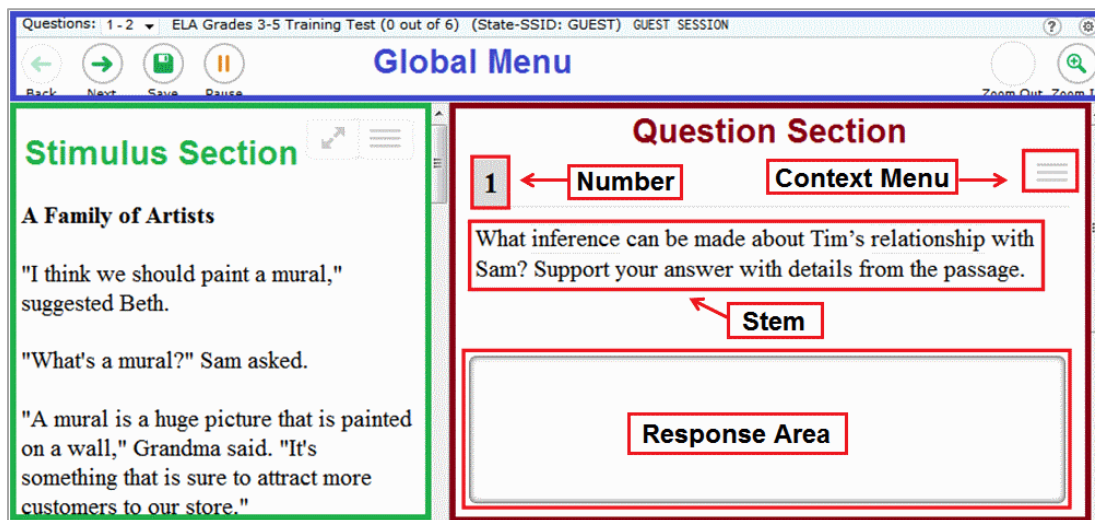 Questions: 1 - 2 ELA Grades 3-5 Training Test (0 out of 6) (State-SSID: GUEST) GUEST SESSION
Back Next Save Pause
Global Menu
Zoom Out Zoom I
Stimulus Section
A Family of Artists
"I think we should paint a mural,"
suggested Beth.
"What's a mural?" Sam asked.
"A mural is a huge picture that is painted
on a wall," Grandma said. "It's
something that is sure to attract more
customers to our store."
Question Section
1 Number Context Menu
What inference can be made about Tim's relationship with
Sam? Support your answer with details from the passage.
Stem
Response Area